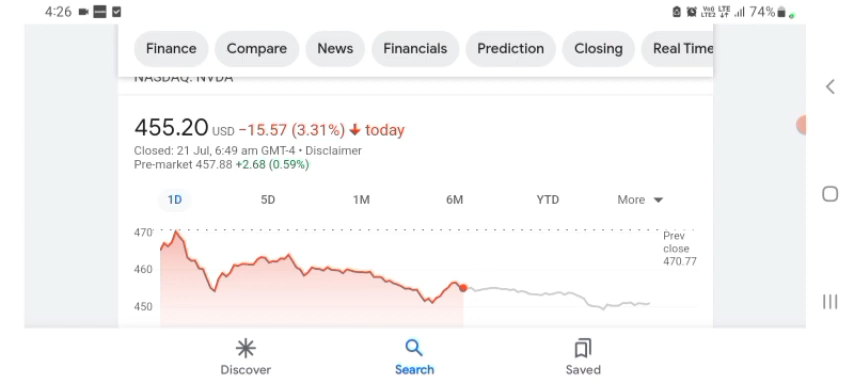 4:26 74%
Finance Compare News Financials Prediction Closing Real Time
NASDAQ: NVDA
455.20 USD −15.57 (3.31%) today
Closed: 21 Jul, 6:49 am GMT-4 • Disclaimer
Pre-market 457.88 +2.68 (0.59%)
1D 5D 1M 6M YTD More
470
460
450
Prev
close
470.77
Discover Search Saved